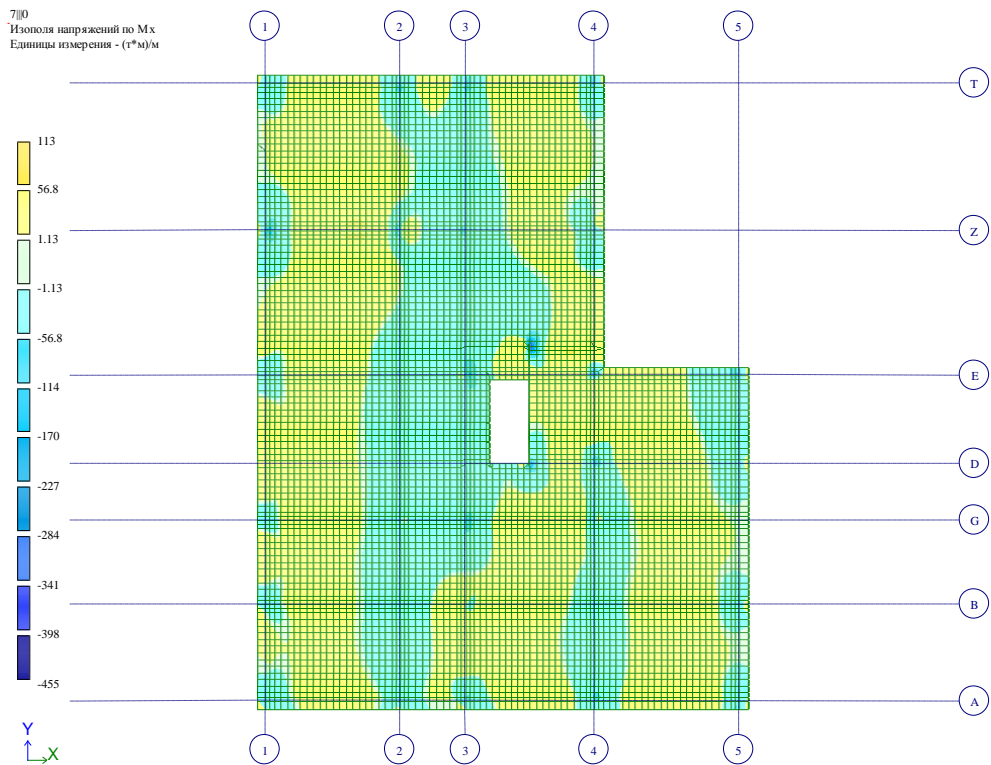 7|||0
Изополя напряжений по Mx
Единицы измерения - (т*м)/м
1 2 3 4 5
T
113
56.8
Z
1.13
-1.13
-56.8
E
-114
-170
D
-227
G
-284
-341
B
-398
-455
A
Y
X
1 2 3 4 5